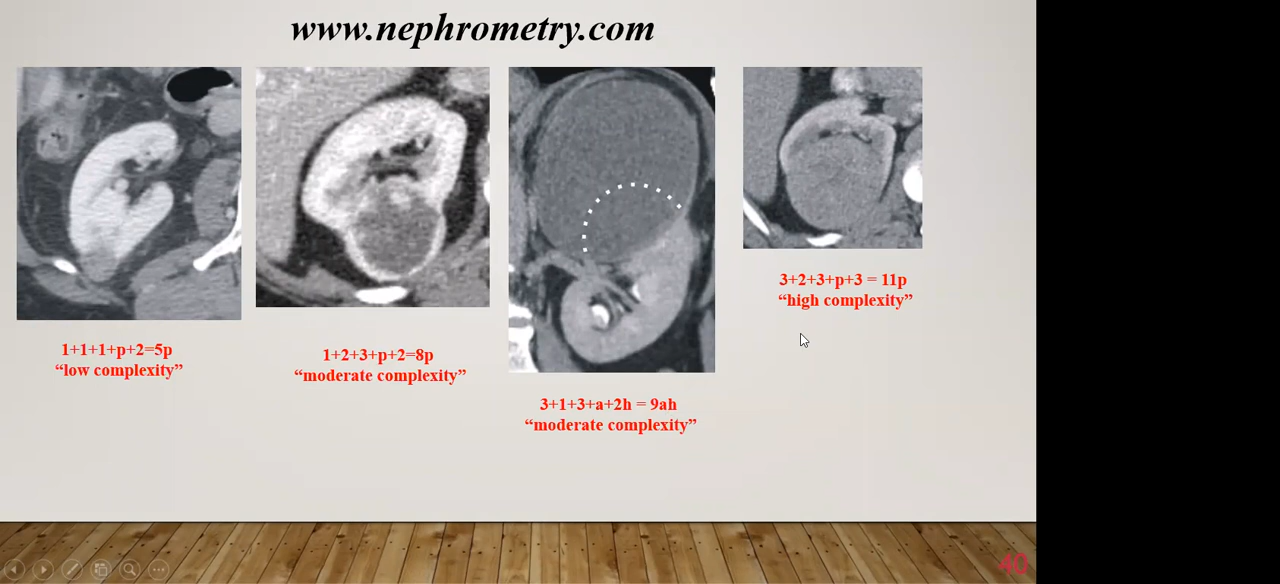 www.nephrometry.com
1+1+1+p+2=5p
“low complexity”
1+2+3+p+2=8p
“moderate complexity”
3+1+3+a+2h = 9ah
“moderate complexity”
3+2+3+p+3 = 11p
“high complexity”
40